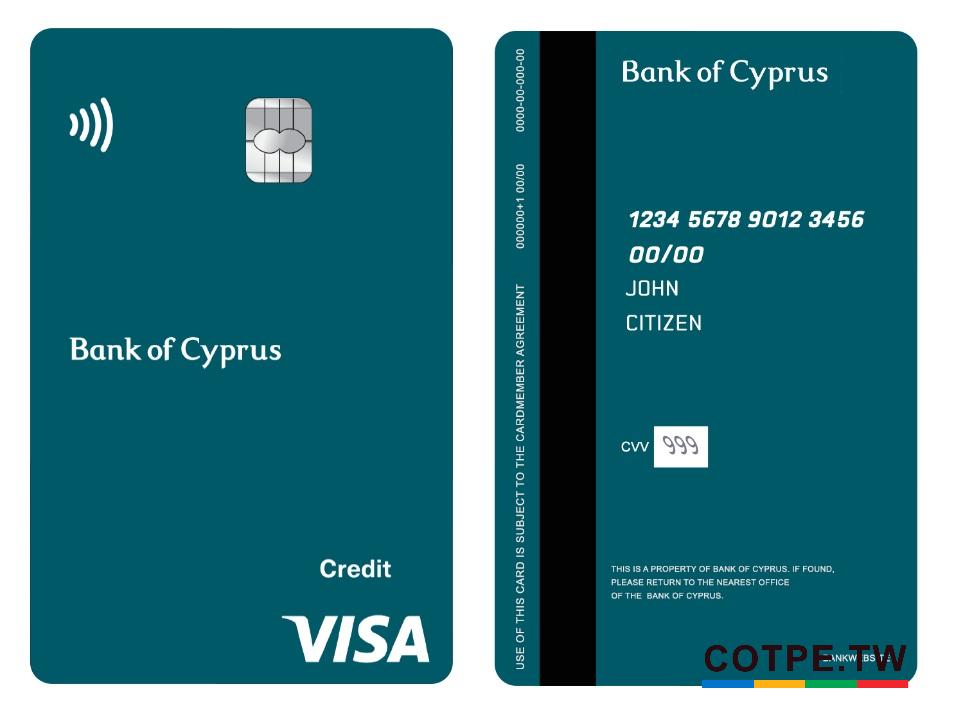 Bank of Cyprus
Credit
VISA
0000-00-000-00
000000+1 00/00
USE OF THIS CARD IS SUBJECT TO THE CARDMEMBER AGREEMENT
Bank of Cyprus
1234 5678 9012 3456
00/00
JOHN
CITIZEN
CVV 999
THIS IS A PROPERTY OF BANK OF CYPRUS. IF FOUND,
PLEASE RETURN TO THE NEAREST OFFICE
OF THE BANK OF CYPRUS.
BANKWEBSITE
COTPE.TW